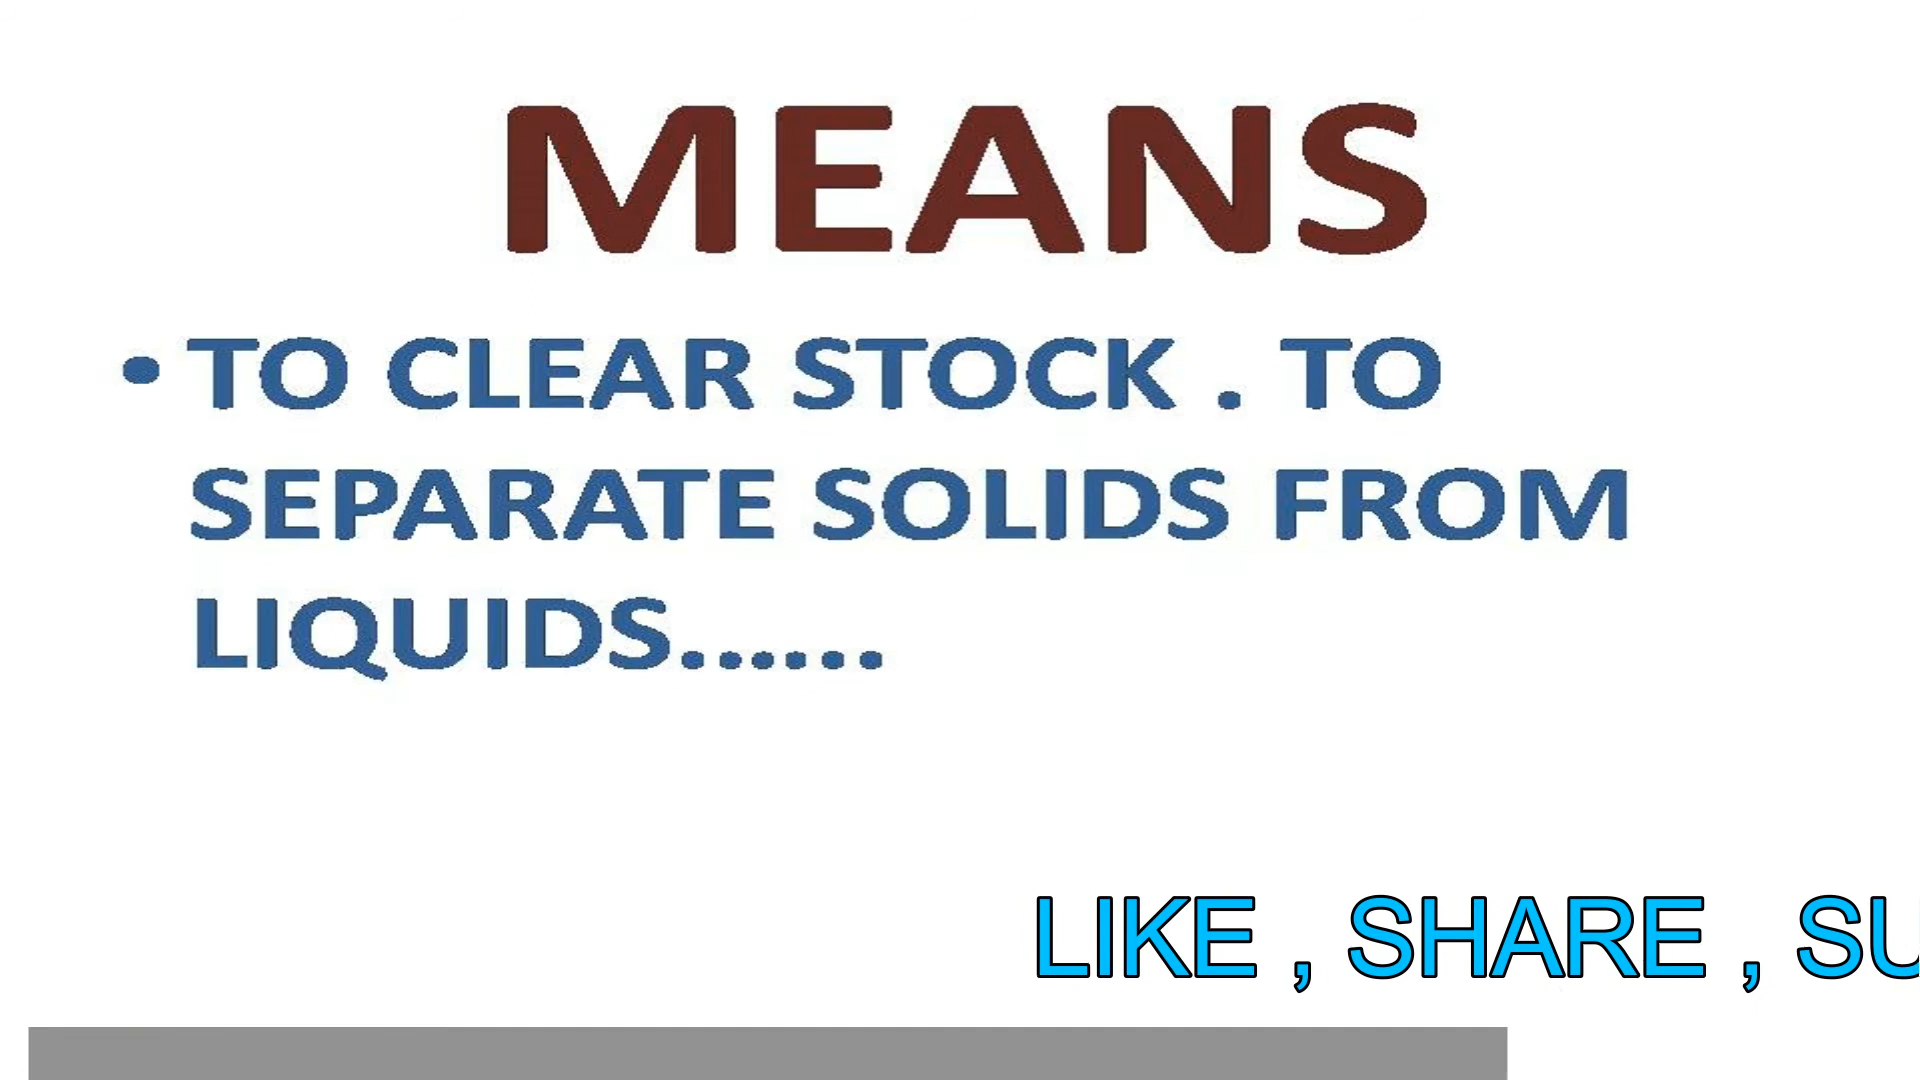 MEANS
• TO CLEAR STOCK . TO
SEPARATE SOLIDS FROM
LIQUIDS......
LIKE , SHARE , SU